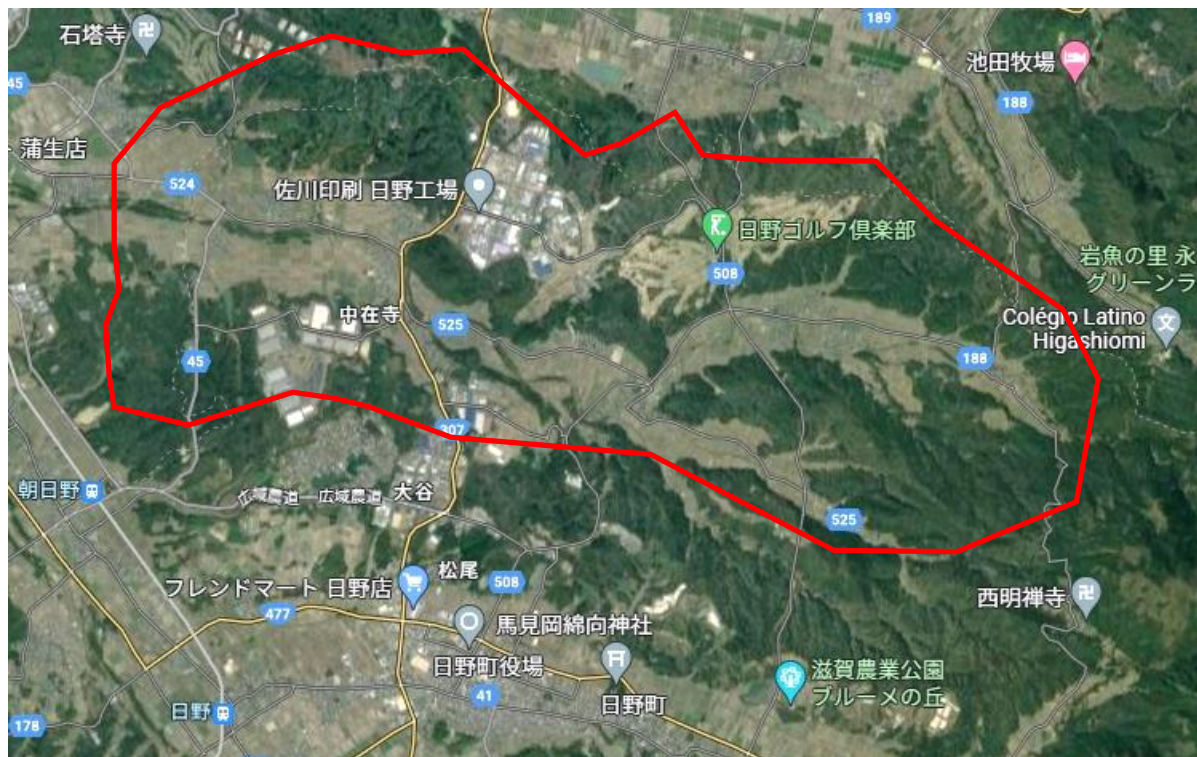 石塔寺
189
池田牧場
45
188
蒲生店
524
佐川印刷 日野工場
日野ゴルフ倶楽部
岩魚の里 永
グリーンラ
508
中在寺
525
Colégio Latino
Higashiomi
45
188
307
朝日野
広域農道
広域農道
大谷
525
松尾
フレンドマート 日野店
508
西明禅寺
477
馬見岡綿向神社
日野町役場
滋賀農業公園
ブルーメの丘
41
日野町
日野
178